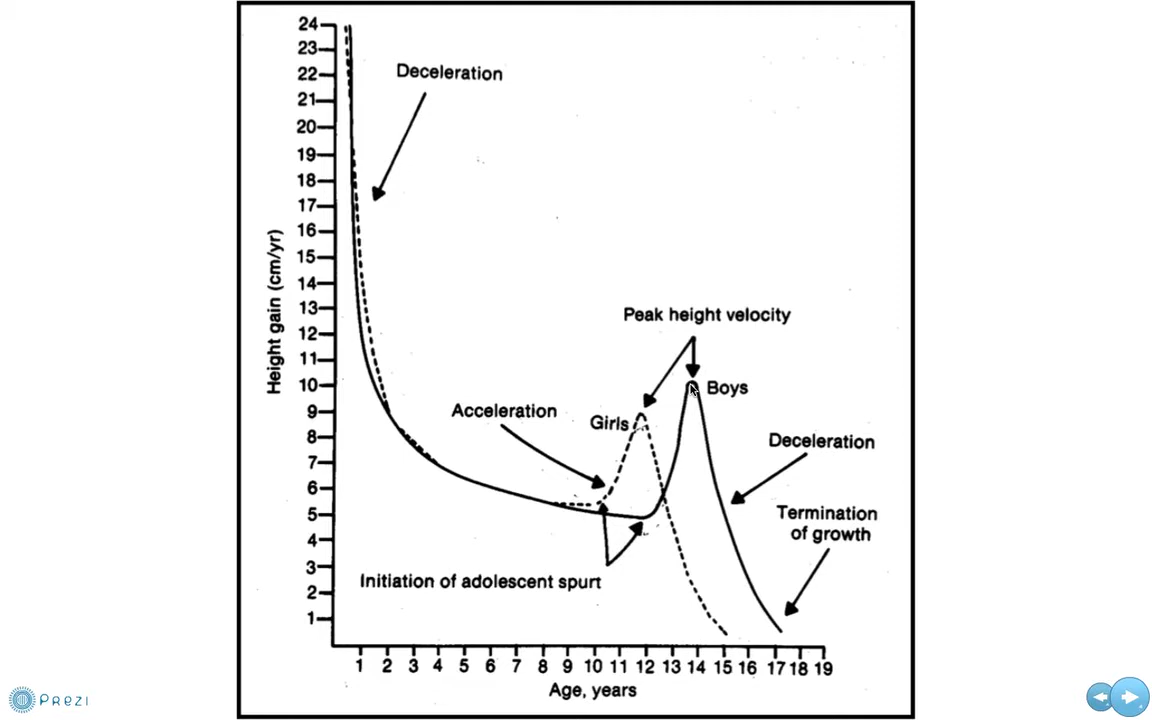 24
23
22
21
20
19
18
17
16
15
14
13
12
11
10
9
8
7
6
5
4
3
2
1
Height gain (cm/yr)
Deceleration
Peak height velocity
Boys
Acceleration
Girls
Deceleration
Termination
of growth
Initiation of adolescent spurt
1 2 3 4 5 6 7 8 9 10 11 12 13 14 15 16 17 18 19
Age, years
Prezi